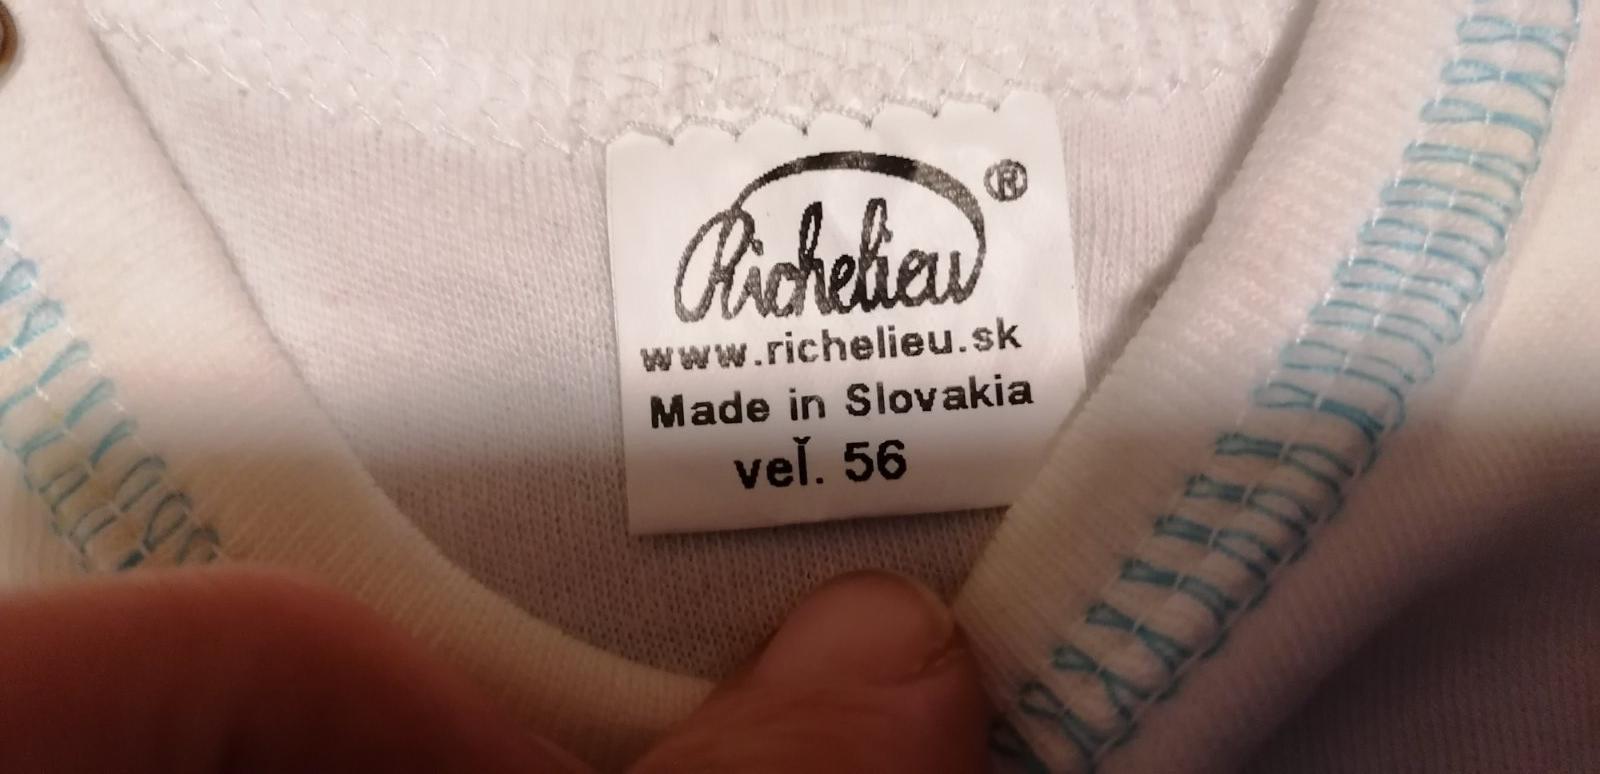 Richelieu ®
www.richelieu.sk
Made in Slovakia
veľ. 56